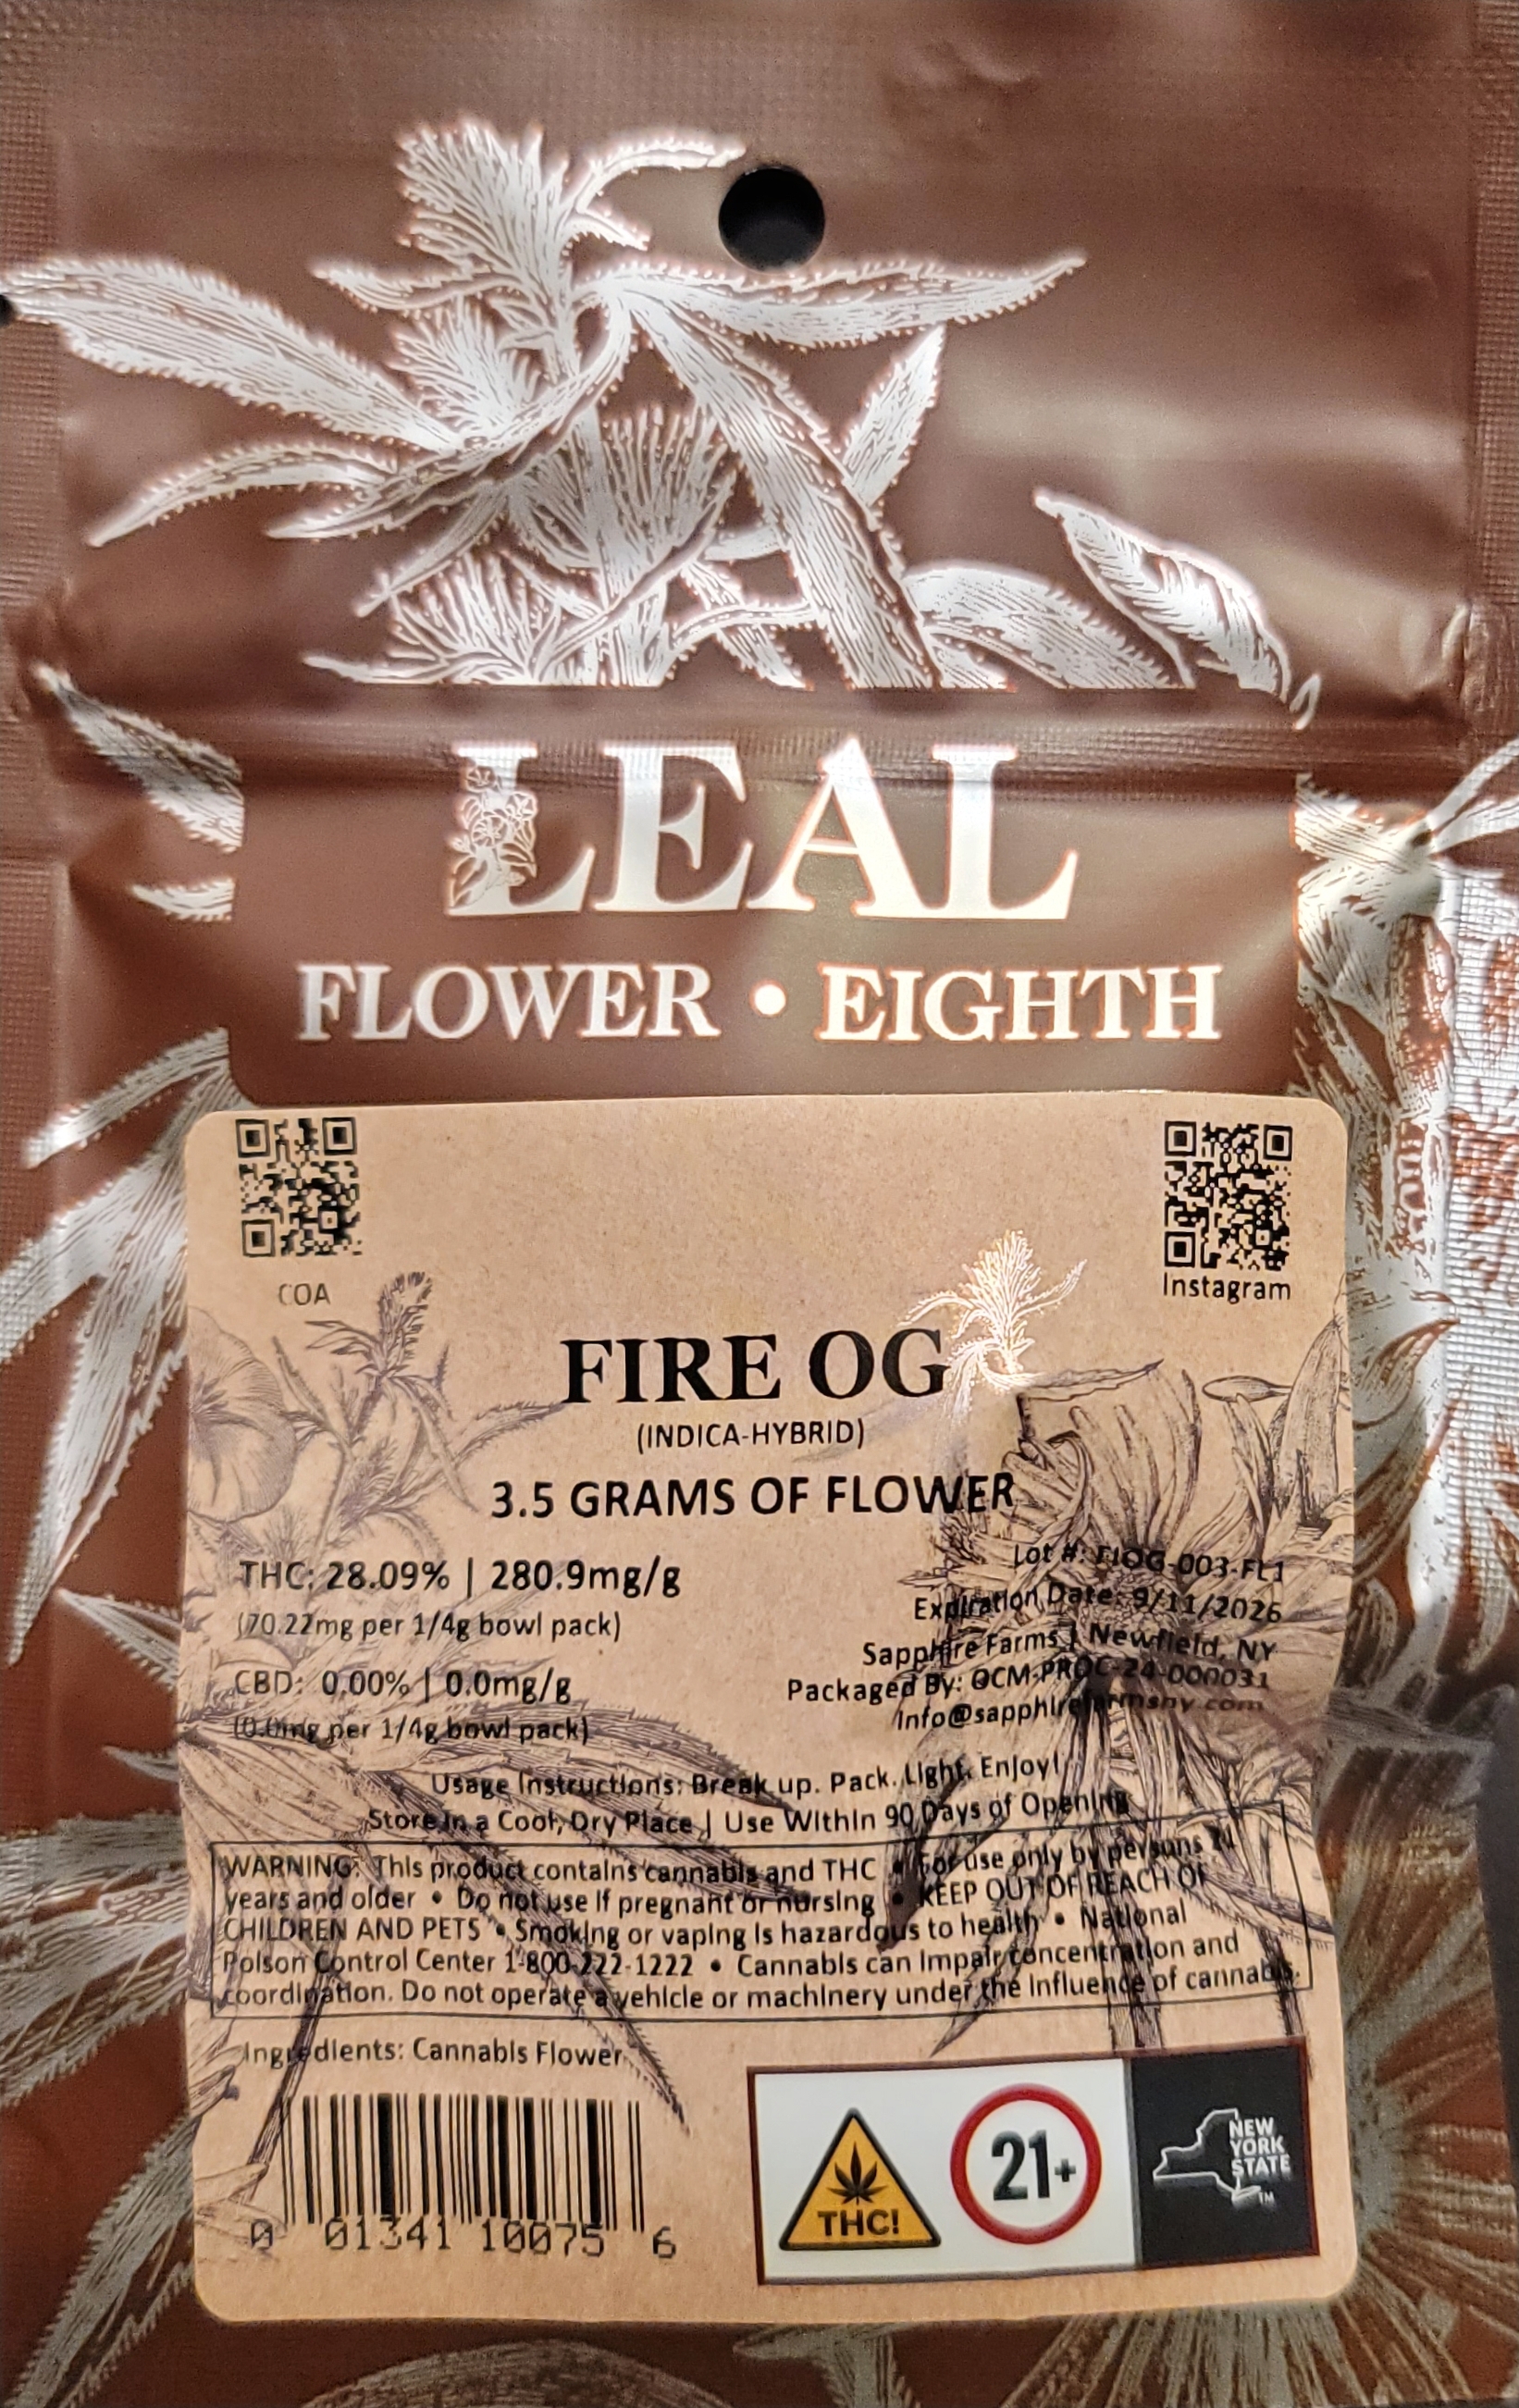 LEAL
FLOWER • EIGHTH
COA
Instagram
FIRE OG
(INDICA-HYBRID)
3.5 GRAMS OF FLOWER
THC: 28.09% | 280.9mg/g
(70.22mg per 1/4g bowl pack)
CBD: 0.00% | 0.0mg/g
(0.0mg per 1/4g bowl pack)
Lot #: FIOG-003-FL1
Expiration Date: 9/11/2026
Sapphire Farms | Newfield, NY
Packaged By: OCM-PROC-24-000031
info@sapphirefarmsny.com
Usage Instructions: Break up. Pack. Light. Enjoy!
Store in a Cool, Dry Place | Use Within 90 Days of Opening
WARNING: This product contains cannabis and THC • For use only by persons 21
years and older • Do not use if pregnant or nursing • KEEP OUT OF REACH OF
CHILDREN AND PETS • Smoking or vaping is hazardous to health • National
Poison Control Center 1-800-222-1222 • Cannabis can impair concentration and
coordination. Do not operate a vehicle or machinery under the influence of cannabis.
Ingredients: Cannabis Flower
0 01341 10075 6
THC!
21+
NEW
YORK
STATE
TM